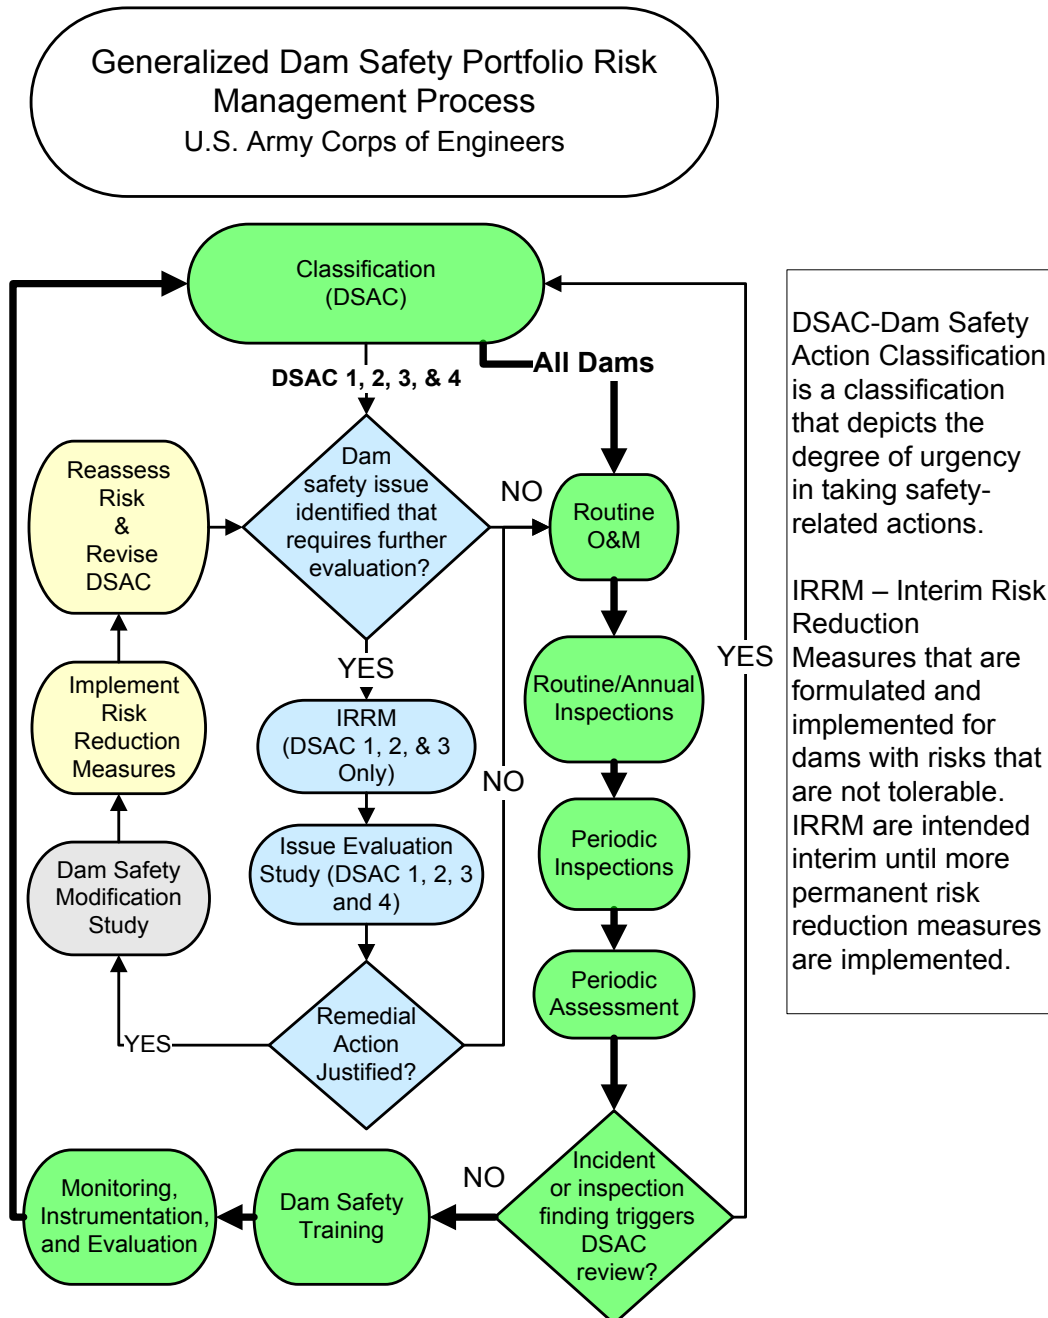 Generalized Dam Safety Portfolio Risk
Management Process
U.S. Army Corps of Engineers
Classification
(DSAC)
DSAC 1, 2, 3, & 4
All Dams
Dam
safety issue
identified that
requires further
evaluation?
NO
YES
Reassess
Risk
&
Revise
DSAC
Implement
Risk
Reduction
Measures
Dam Safety
Modification
Study
IRRM
(DSAC 1, 2, & 3
Only)
Issue Evaluation
Study (DSAC 1, 2, 3
and 4)
Remedial
Action
Justified?
YES
NO
Routine
O&M
Routine/Annual
Inspections
Periodic
Inspections
Periodic
Assessment
Incident
or inspection
finding triggers
DSAC
review?
YES
NO
Dam Safety
Training
Monitoring,
Instrumentation,
and Evaluation
DSAC-Dam Safety
Action Classification
is a classification
that depicts the
degree of urgency
in taking safety-
related actions.
IRRM – Interim Risk
Reduction
Measures that are
formulated and
implemented for
dams with risks that
are not tolerable.
IRRM are intended
interim until more
permanent risk
reduction measures
are implemented.